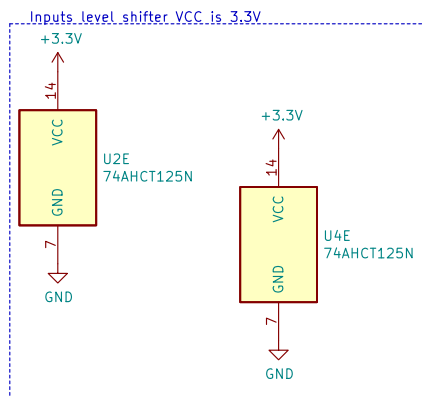 Inputs level shifter VCC is 3.3V
+3.3V
14
VCC
GND
7
U2E
74AHCT125N
GND
+3.3V
14
VCC
GND
7
U4E
74AHCT125N
GND